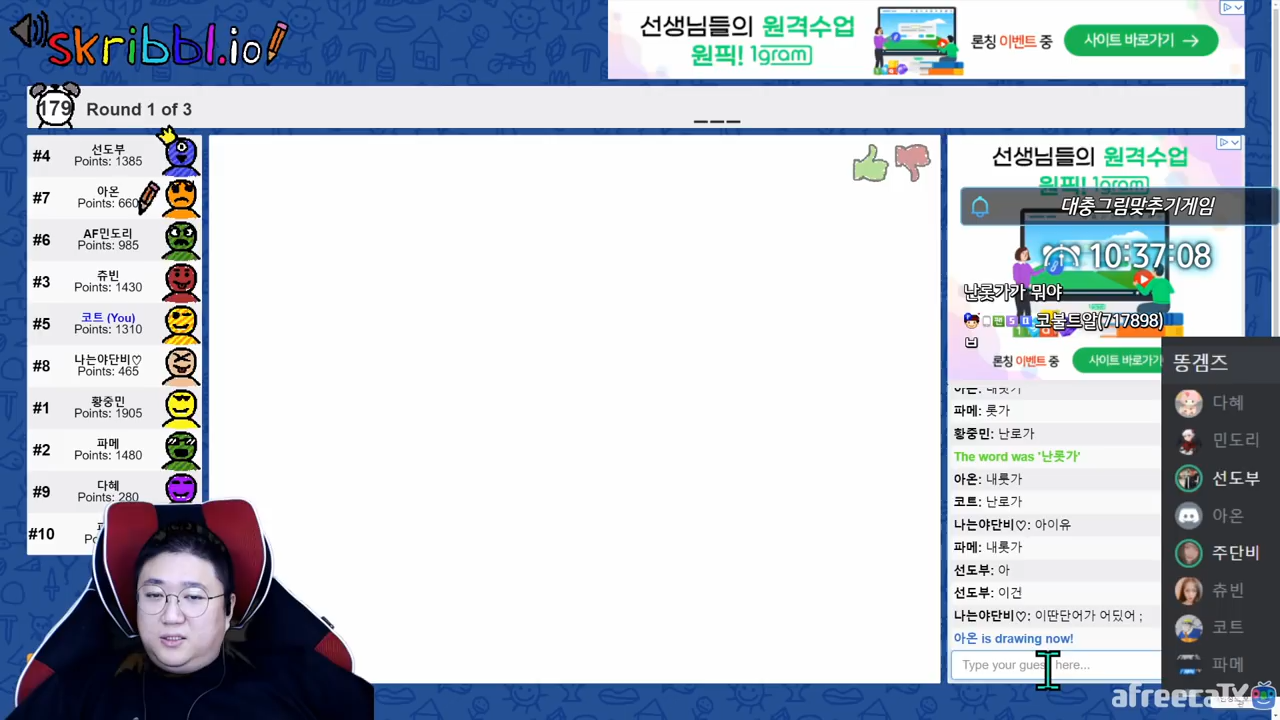 skribbl.io
선생님들의 원격수업
원픽! 1gram
론칭 이벤트 중
사이트 바로가기 →
179
Round 1 of 3
_ _ _
#4 선도부
Points: 1385
#7 아온
Points: 660
#6 AF민도리
Points: 985
#3 쥬빈
Points: 1430
#5 코트 (You)
Points: 1310
#8 나는야단비♡
Points: 465
#1 황중민
Points: 1905
#2 파메
Points: 1480
#9 다혜
Points: 280
#10
선생님들의 원격수업
원픽! 1gram
대충그림맞추기게임
10:37:08
난롯가가 뭐야
코불트알(717898)
ㅂ
론칭 이벤트 중
사이트 바로가기
파메: 롯가
황중민: 난로가
The word was '난롯가'
아온: 내롯가
코트: 난로가
나는야단비♡: 아이유
파메: 내롯가
선도부: 아
선도부: 이건
나는야단비♡: 이딴단어가 어딨어 ;
아온 is drawing now!
Type your guess here...
똥겜즈
다혜
민도리
선도부
아온
주단비
츄빈
코트
파메
afreecaTV